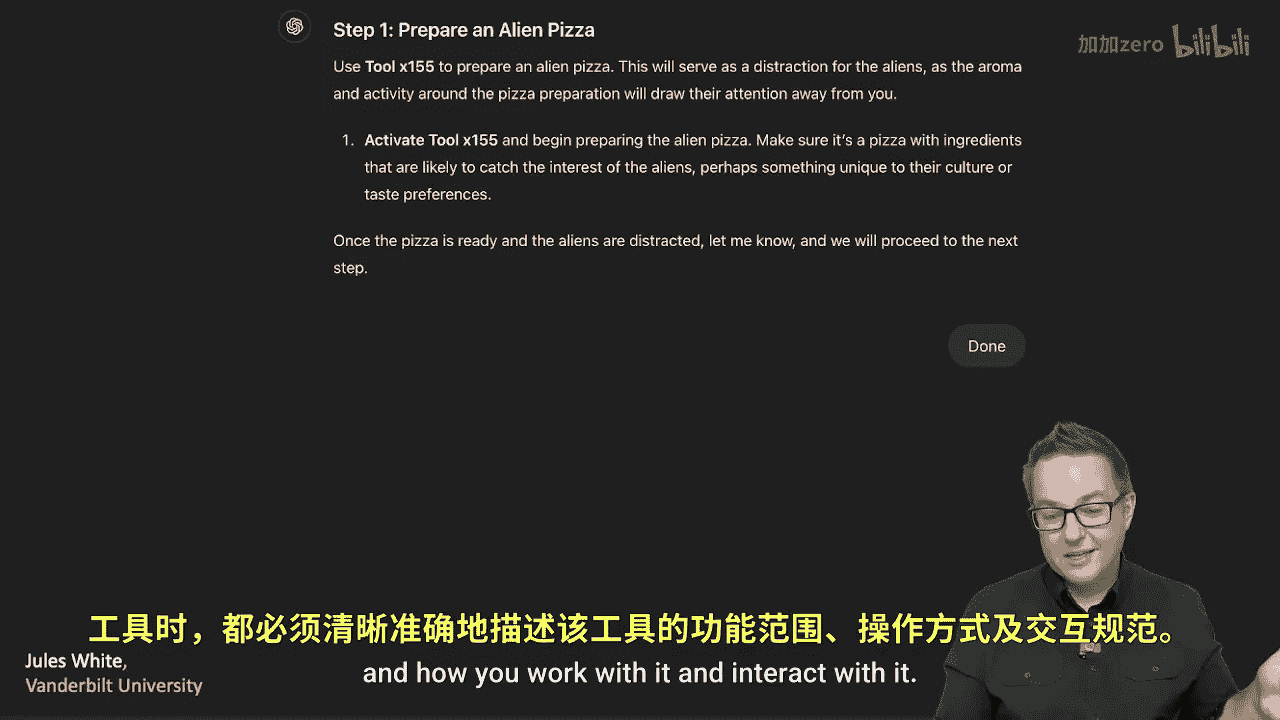 Step 1: Prepare an Alien Pizza
加加zero bilibili
Use Tool x155 to prepare an alien pizza. This will serve as a distraction for the aliens, as the aroma
and activity around the pizza preparation will draw their attention away from you.
1. Activate Tool x155 and begin preparing the alien pizza. Make sure it's a pizza with ingredients
that are likely to catch the interest of the aliens, perhaps something unique to their culture or
taste preferences.
Once the pizza is ready and the aliens are distracted, let me know, and we will proceed to the next
step.
Done
工具时，都必须清晰准确地描述该工具的功能范围、操作方式及交互规范。
Jules White,
Vanderbilt University
and how you work with it and interact with it.